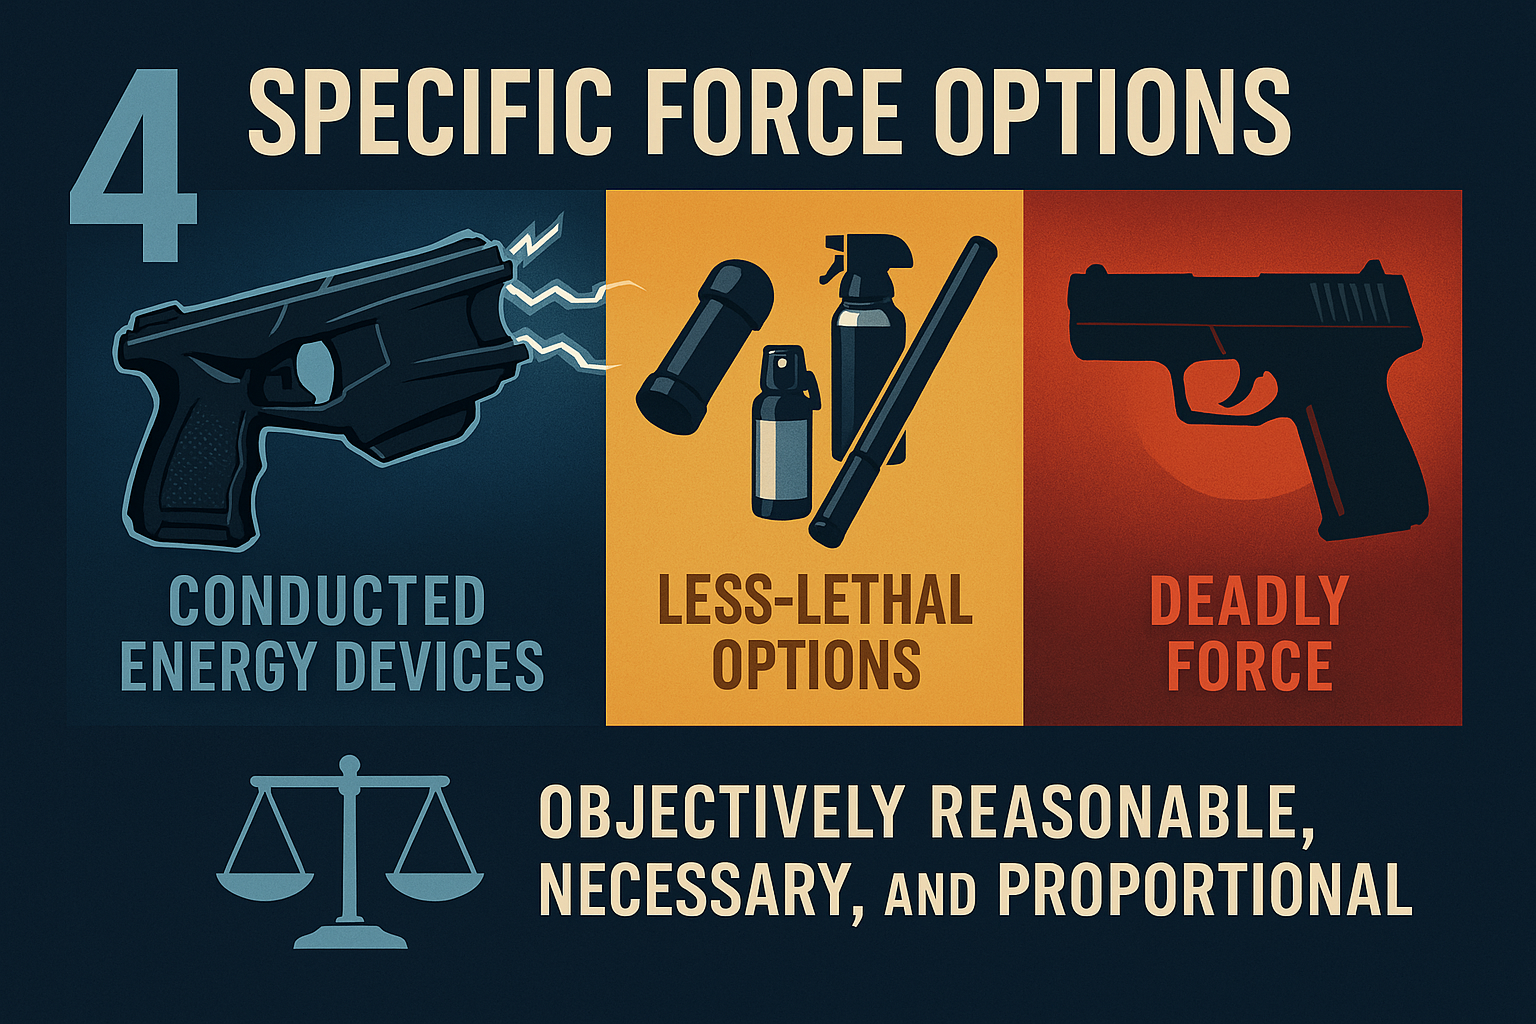 4 SPECIFIC FORCE OPTIONS
CONDUCTED
ENERGY DEVICES
LESS-LETHAL
OPTIONS
DEADLY
FORCE
OBJECTIVELY REASONABLE,
NECESSARY, AND PROPORTIONAL